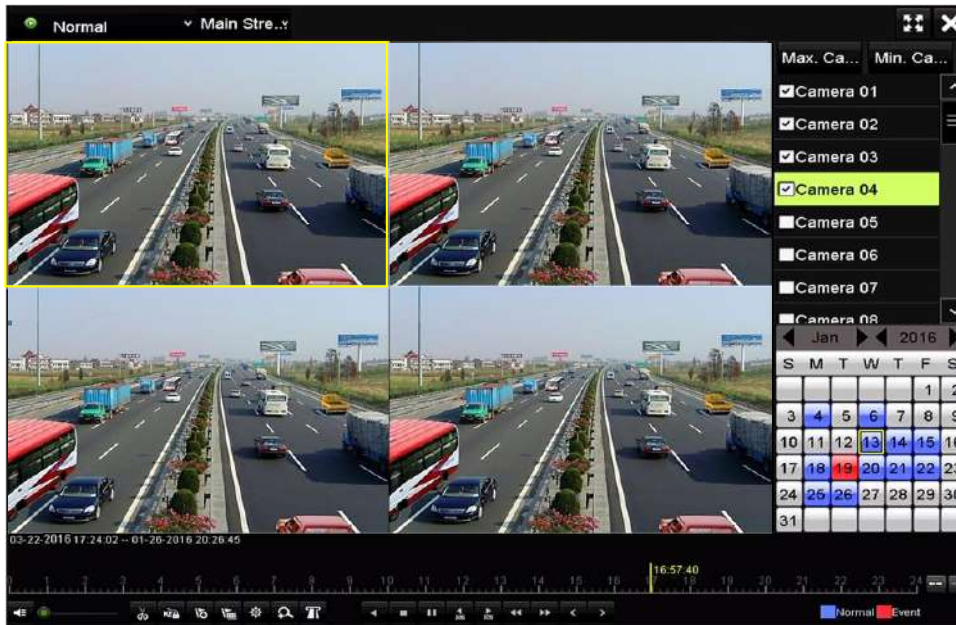 Normal Main Stre..
Max. Ca... Min. Ca...
Camera 01
Camera 02
Camera 03
Camera 04
Camera 05
Camera 06
Camera 07
Camera 08
Jan 2016
S M T W T F S
1 2
3 4 5 6 7 8 9
10 11 12 13 14 15 16
17 18 19 20 21 22 23
24 25 26 27 28 29 30
31
03-22-2016 17:24:02 -- 01-26-2016 20:26:45
16:57:40
0 1 2 3 4 5 6 7 8 9 10 11 12 13 14 15 16 17 18 19 20 21 22 23 24
Normal Event